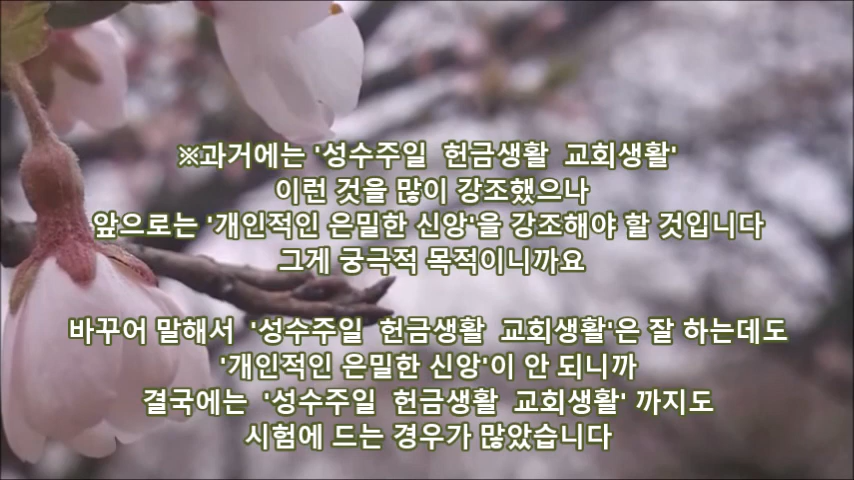 ※과거에는 '성수주일 헌금생활 교회생활'
이런 것을 많이 강조했으나
앞으로는 '개인적인 은밀한 신앙'을 강조해야 할 것입니다
그게 궁극적 목적이니까요
바꾸어 말해서 '성수주일 헌금생활 교회생활'은 잘 하는데도
'개인적인 은밀한 신앙'이 안 되니까
결국에는 '성수주일 헌금생활 교회생활' 까지도
시험에 드는 경우가 많았습니다